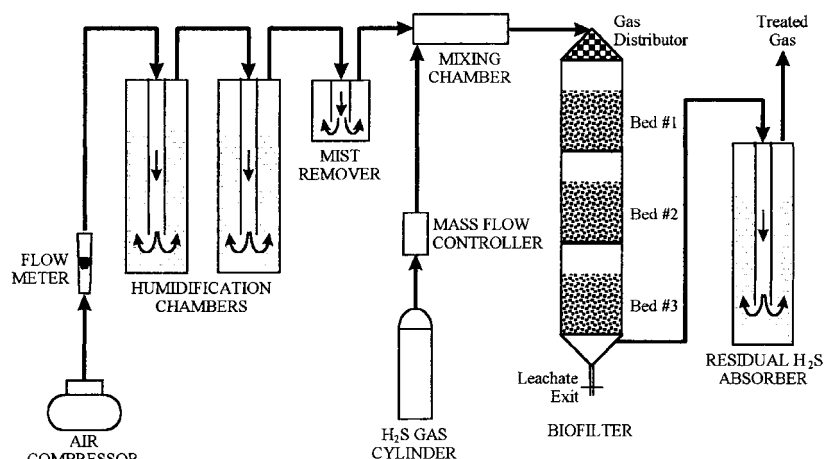 Gas
Distributor
Treated
Gas
MIXING
CHAMBER
Bed #1
MIST
REMOVER
Bed #2
MASS FLOW
CONTROLLER
FLOW
METER
HUMIDIFICATION
CHAMBERS
Bed #3
RESIDUAL H₂S
ABSORBER
Leachate
Exit
AIR
COMPRESSOR
H₂S GAS
CYLINDER
BIOFILTER